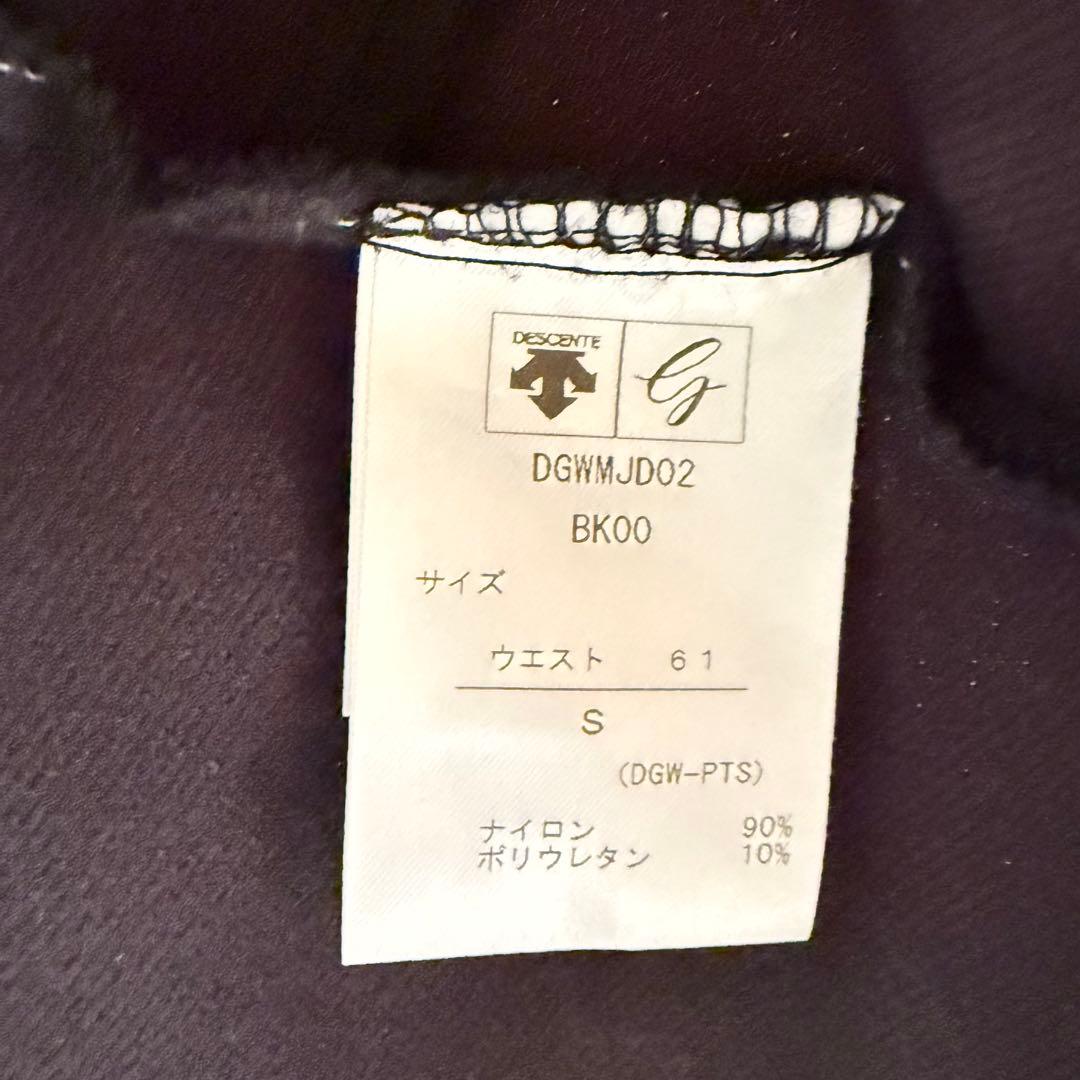 DESCENTE
G
DGWMJD02
BK00
サイズ
ウエスト 61
S
(DGW-PTS)
ナイロン 90%
ポリウレタン 10%